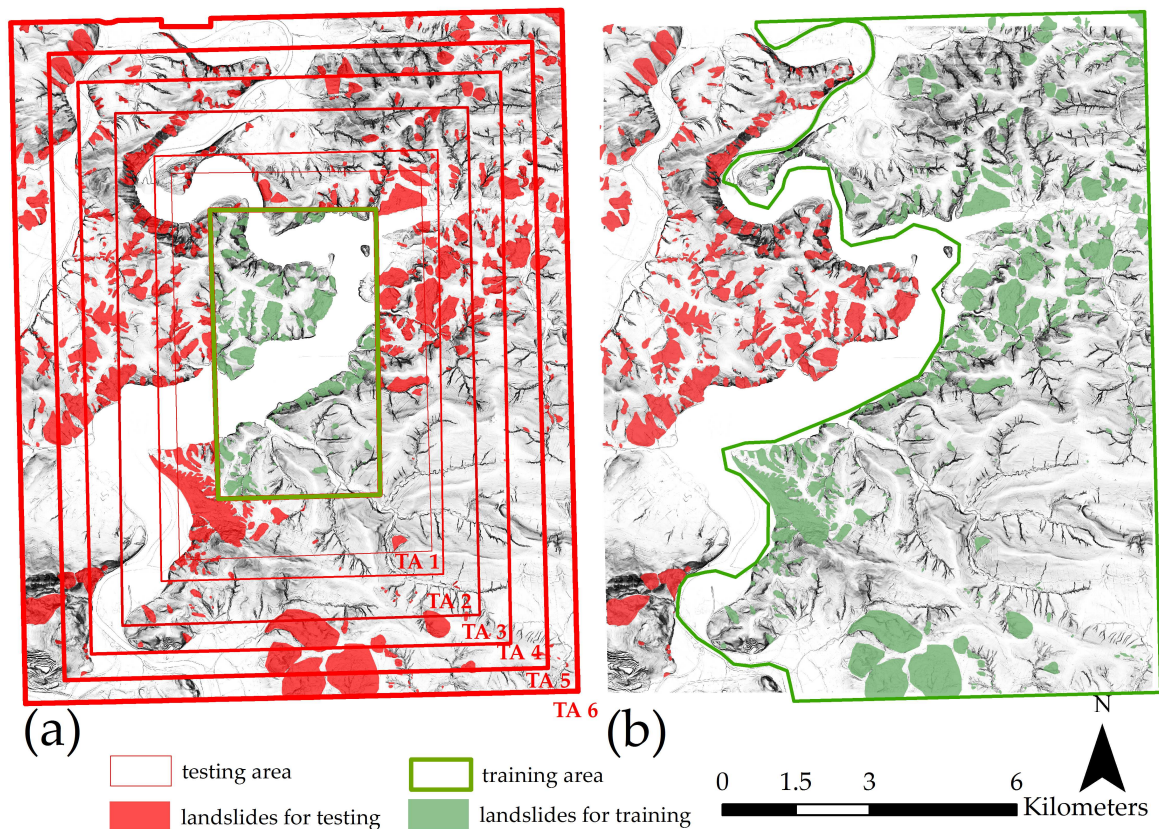 TA 1
TA 2
TA 3
TA 4
TA 5
TA 6
(a)
(b)
N
testing area
training area
landslides for testing
landslides for training
0 1.5 3 6
Kilometers